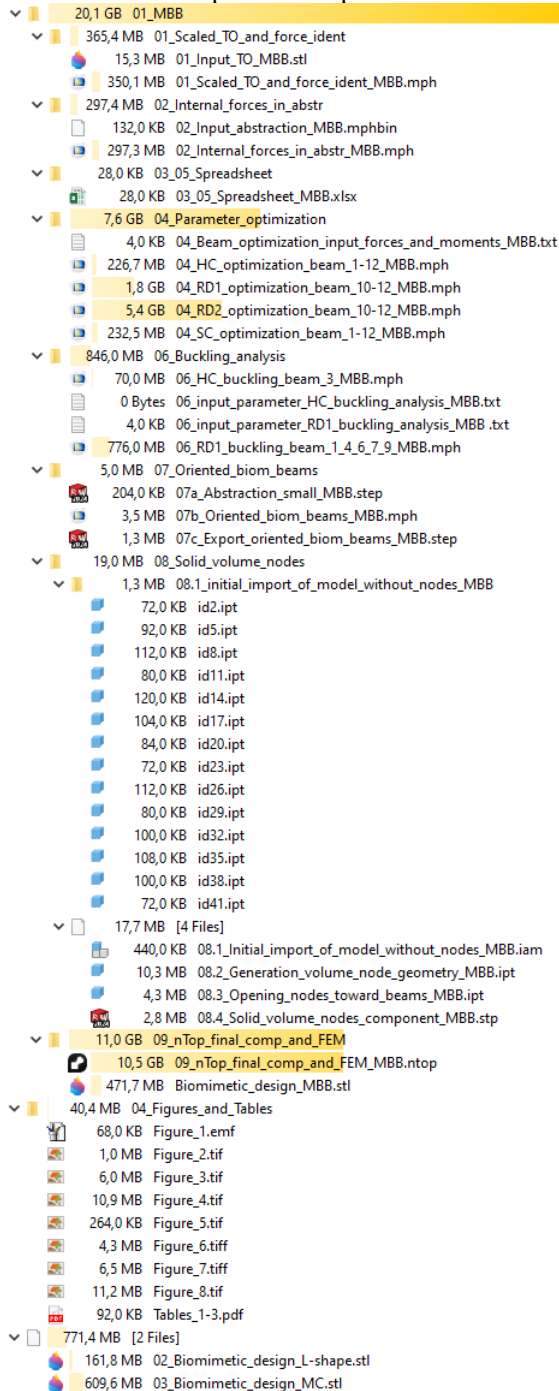 20,1 GB 01_MBB
365,4 MB 01_Scaled_TO_and_force_ident
15,3 MB 01_Input_TO_MBB.stl
350,1 MB 01_Scaled_TO_and_force_ident_MBB.mph
297,4 MB 02_Internal_forces_in_abstr
132,0 KB 02_Input_abstraction_MBB.mphbin
297,3 MB 02_Internal_forces_in_abstr_MBB.mph
28,0 KB 03_05_Spreadsheet
28,0 KB 03_05_Spreadsheet_MBB.xlsx
7,6 GB 04_Parameter_optimization
4,0 KB 04_Beam_optimization_input_forces_and_moments_MBB.txt
226,7 MB 04_HC_optimization_beam_1-12_MBB.mph
1,8 GB 04_RD1_optimization_beam_10-12_MBB.mph
5,4 GB 04_RD2_optimization_beam_10-12_MBB.mph
232,5 MB 04_SC_optimization_beam_1-12_MBB.mph
846,0 MB 06_Buckling_analysis
70,0 MB 06_HC_buckling_beam_3_MBB.mph
0 Bytes 06_input_parameter_HC_buckling_analysis_MBB.txt
4,0 KB 06_input_parameter_RD1_buckling_analysis_MBB .txt
776,0 MB 06_RD1_buckling_beam_1_4_6_7_9_MBB.mph
5,0 MB 07_Oriented_biom_beams
204,0 KB 07a_Abstraction_small_MBB.step
3,5 MB 07b_Oriented_biom_beams_MBB.mph
1,3 MB 07c_Export_oriented_biom_beams_MBB.step
19,0 MB 08_Solid_volume_nodes
1,3 MB 08.1_initial_import_of_model_without_nodes_MBB
72,0 KB id2.ipt
92,0 KB id5.ipt
112,0 KB id8.ipt
80,0 KB id11.ipt
120,0 KB id14.ipt
104,0 KB id17.ipt
84,0 KB id20.ipt
72,0 KB id23.ipt
112,0 KB id26.ipt
80,0 KB id29.ipt
100,0 KB id32.ipt
108,0 KB id35.ipt
100,0 KB id38.ipt
72,0 KB id41.ipt
17,7 MB [4 Files]
440,0 KB 08.1_Initial_import_of_model_without_nodes_MBB.iam
10,3 MB 08.2_Generation_volume_node_geometry_MBB.ipt
4,3 MB 08.3_Opening_nodes_toward_beams_MBB.ipt
2,8 MB 08.4_Solid_volume_nodes_component_MBB.stp
11,0 GB 09_nTop_final_comp_and_FEM
10,5 GB 09_nTop_final_comp_and_FEM_MBB.ntop
471,7 MB Biomimetic_design_MBB.stl
40,4 MB 04_Figures_and_Tables
68,0 KB Figure_1.emf
1,0 MB Figure_2.tif
6,0 MB Figure_3.tif
10,9 MB Figure_4.tif
264,0 KB Figure_5.tif
4,3 MB Figure_6.tiff
6,5 MB Figure_7.tiff
11,2 MB Figure_8.tif
92,0 KB Tables_1-3.pdf
771,4 MB [2 Files]
161,8 MB 02_Biomimetic_design_L-shape.stl
609,6 MB 03_Biomimetic_design_MC.stl